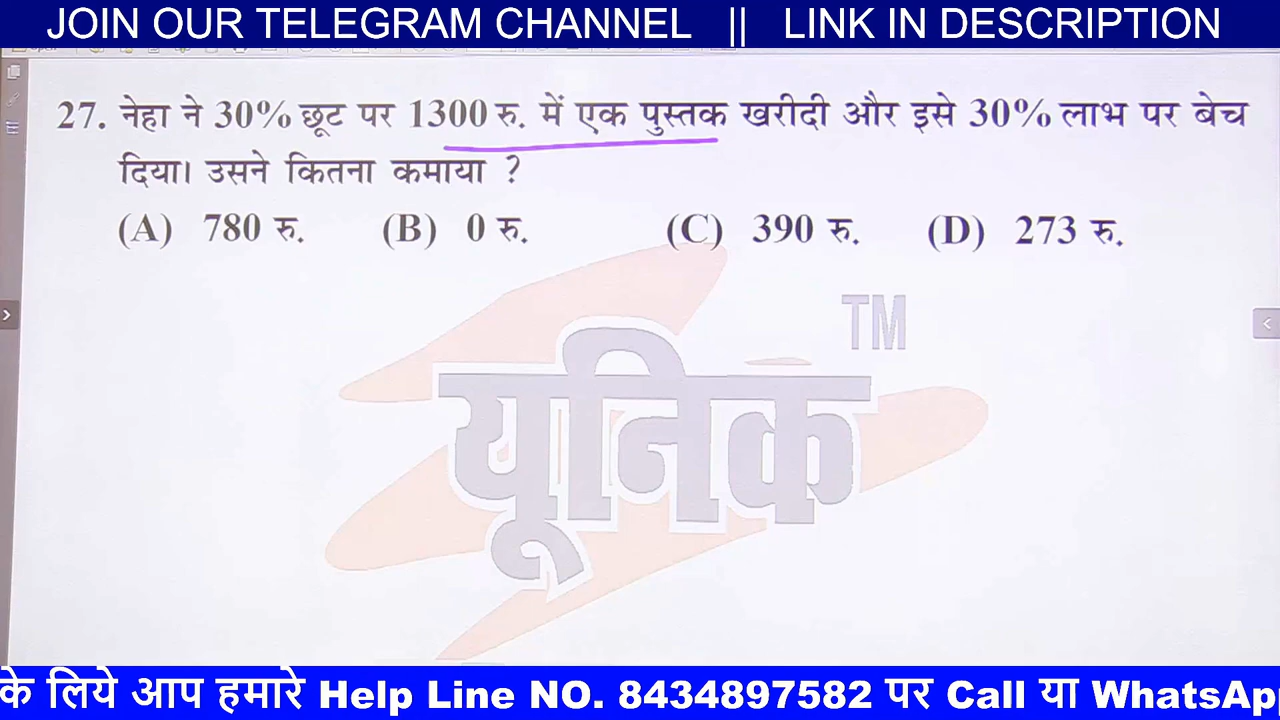 JOIN OUR TELEGRAM CHANNEL || LINK IN DESCRIPTION
27. नेहा ने 30% छूट पर 1300 रु. में एक पुस्तक खरीदी और इसे 30% लाभ पर बेच
दिया। उसने कितना कमाया ?
(A) 780 रु. (B) 0 रु. (C) 390 रु. (D) 273 रु.
TM
यूनिक
के लिये आप हमारे Help Line NO. 8434897582 पर Call या WhatsApp